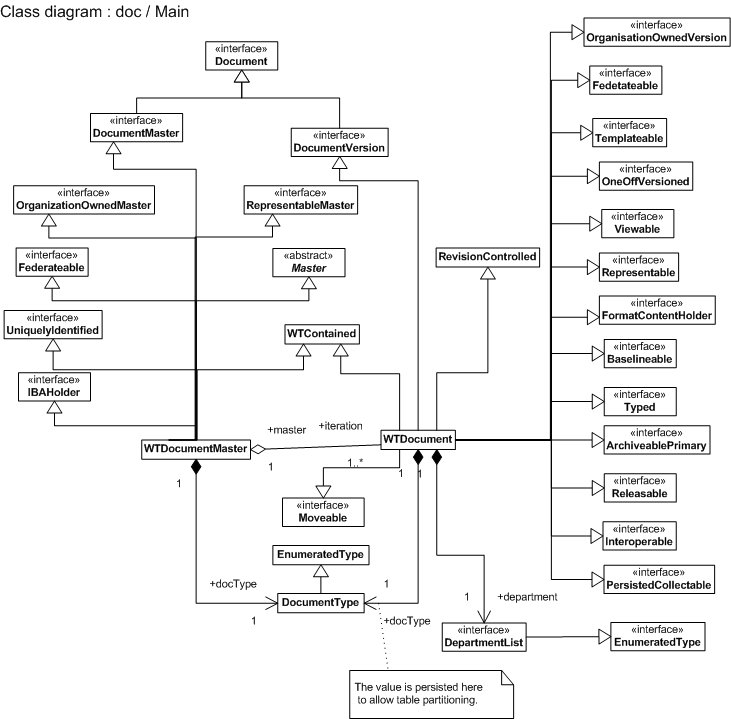 Class diagram : doc / Main
«interface»
Document
«interface»
DocumentMaster
«interface»
DocumentVersion
«interface»
OrganizationOwnedMaster
«interface»
RepresentableMaster
«interface»
Federateable
«abstract»
Master
«interface»
UniquelyIdentified
WTContained
«interface»
IBAHolder
RevisionControlled
WTDocumentMaster
+master
+iteration
WTDocument
1
1
1..*
1
1
«interface»
Moveable
EnumeratedType
DocumentType
+docType
1
1
+docType
1
+department
«interface»
DepartmentList
«interface»
EnumeratedType
The value is persisted here
to allow table partitioning.
«interface»
OrganisationOwnedVersion
«interface»
Fedetateable
«interface»
Templateable
«interface»
OneOffVersioned
«interface»
Viewable
«interface»
Representable
«interface»
FormatContentHolder
«interface»
Baselineable
«interface»
Typed
«interface»
ArchiveablePrimary
«interface»
Releasable
«interface»
Interoperable
«interface»
PersistedCollectable